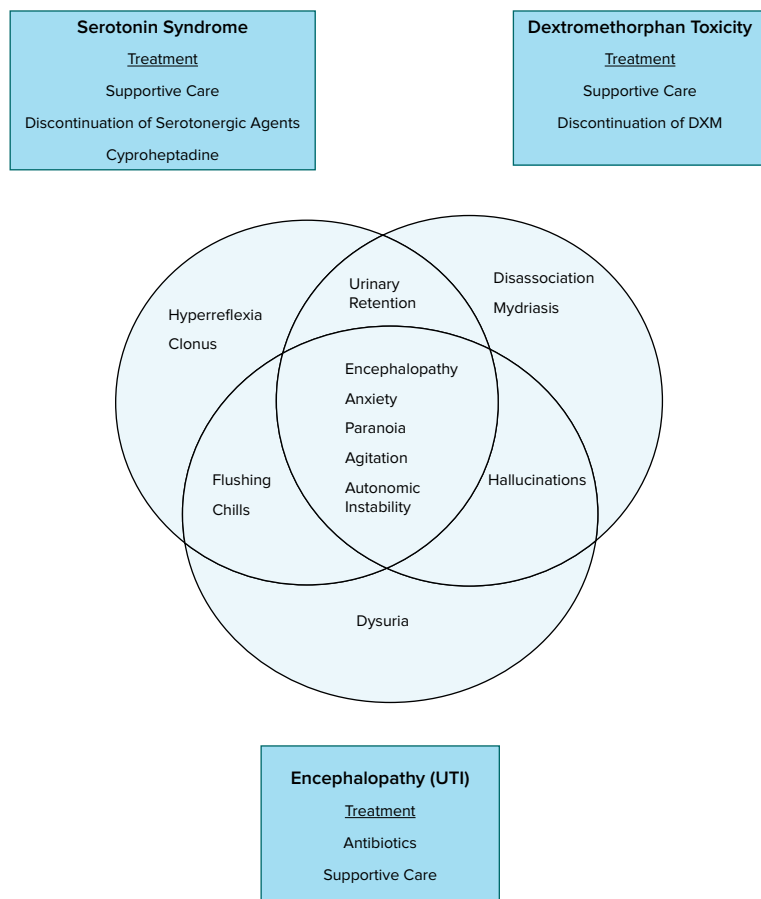 Serotonin Syndrome
Treatment
Supportive Care
Discontinuation of Serotonergic Agents
Cyproheptadine
Dextromethorphan Toxicity
Treatment
Supportive Care
Discontinuation of DXM
Hyperreflexia
Clonus
Urinary
Retention
Disassociation
Mydriasis
Encephalopathy
Anxiety
Paranoia
Agitation
Autonomic
Instability
Flushing
Chills
Hallucinations
Dysuria
Encephalopathy (UTI)
Treatment
Antibiotics
Supportive Care